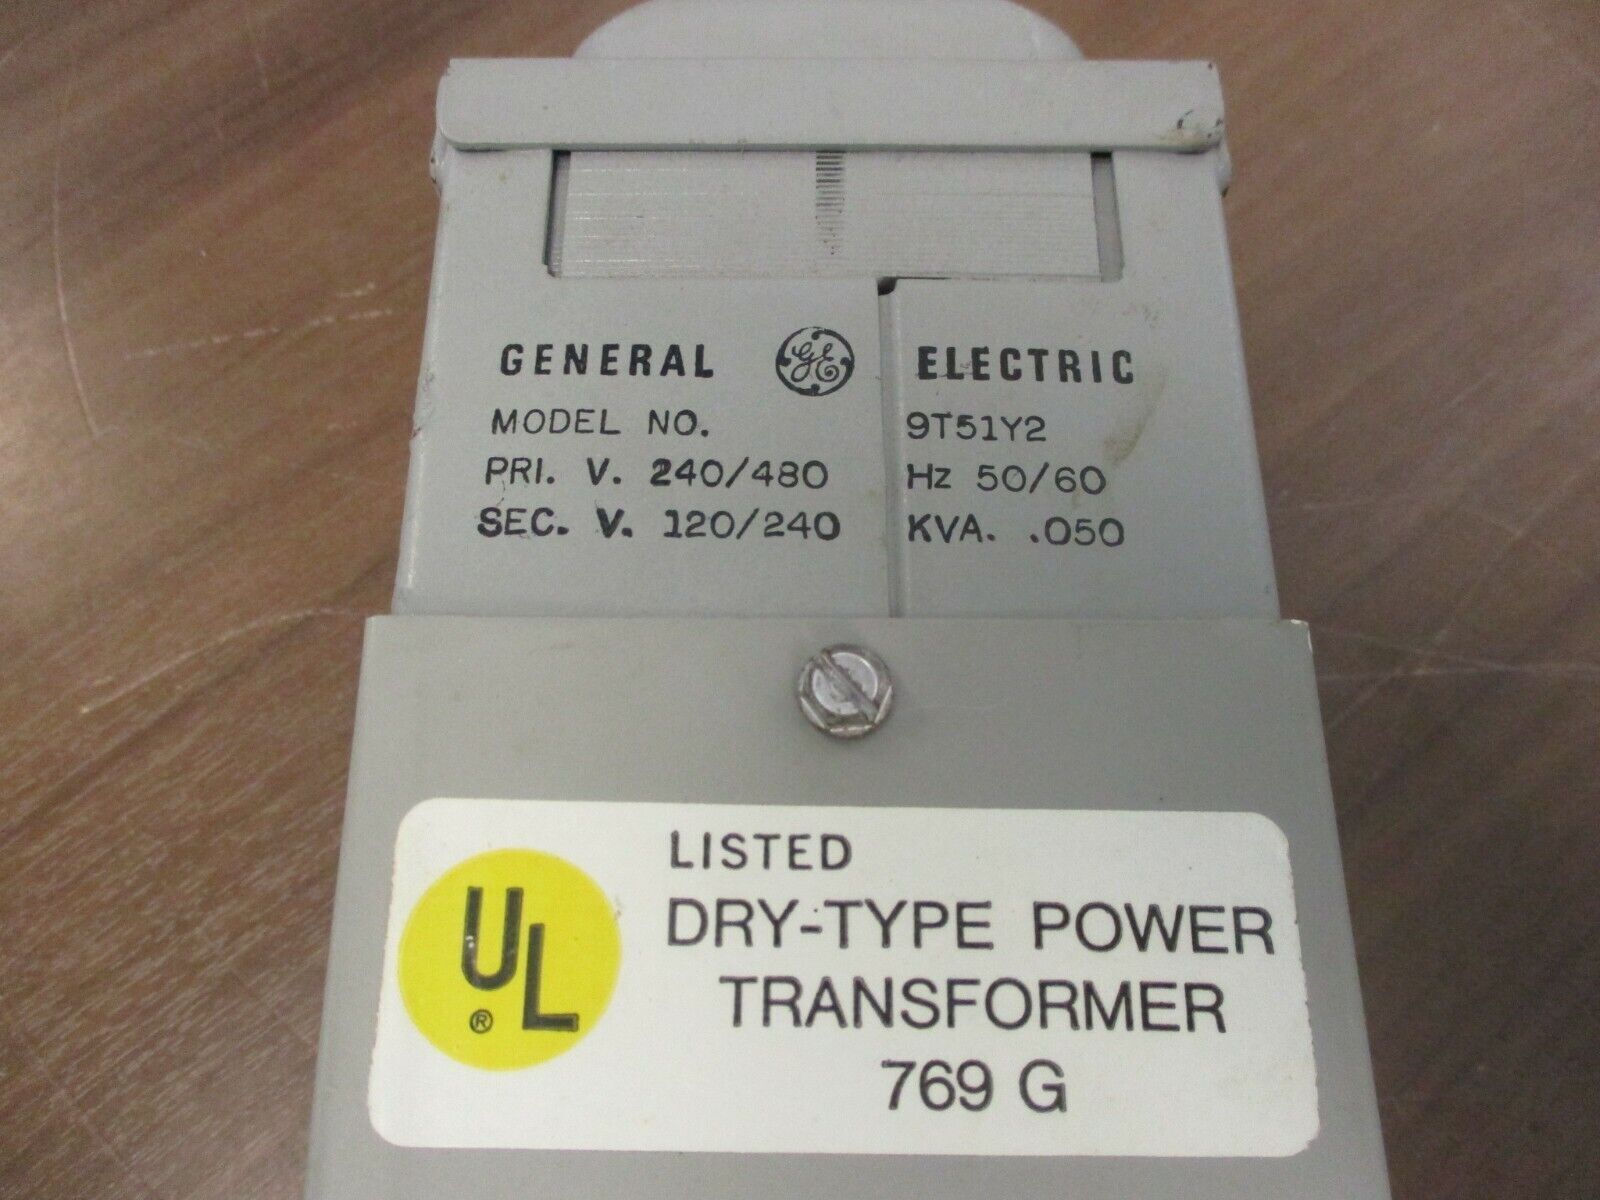 GENERAL GE ELECTRIC
MODEL NO. 9T51Y2
PRI. V. 240/480 Hz 50/60
SEC. V. 120/240 KVA. .050
UL ®
LISTED
DRY-TYPE POWER
TRANSFORMER
769 G